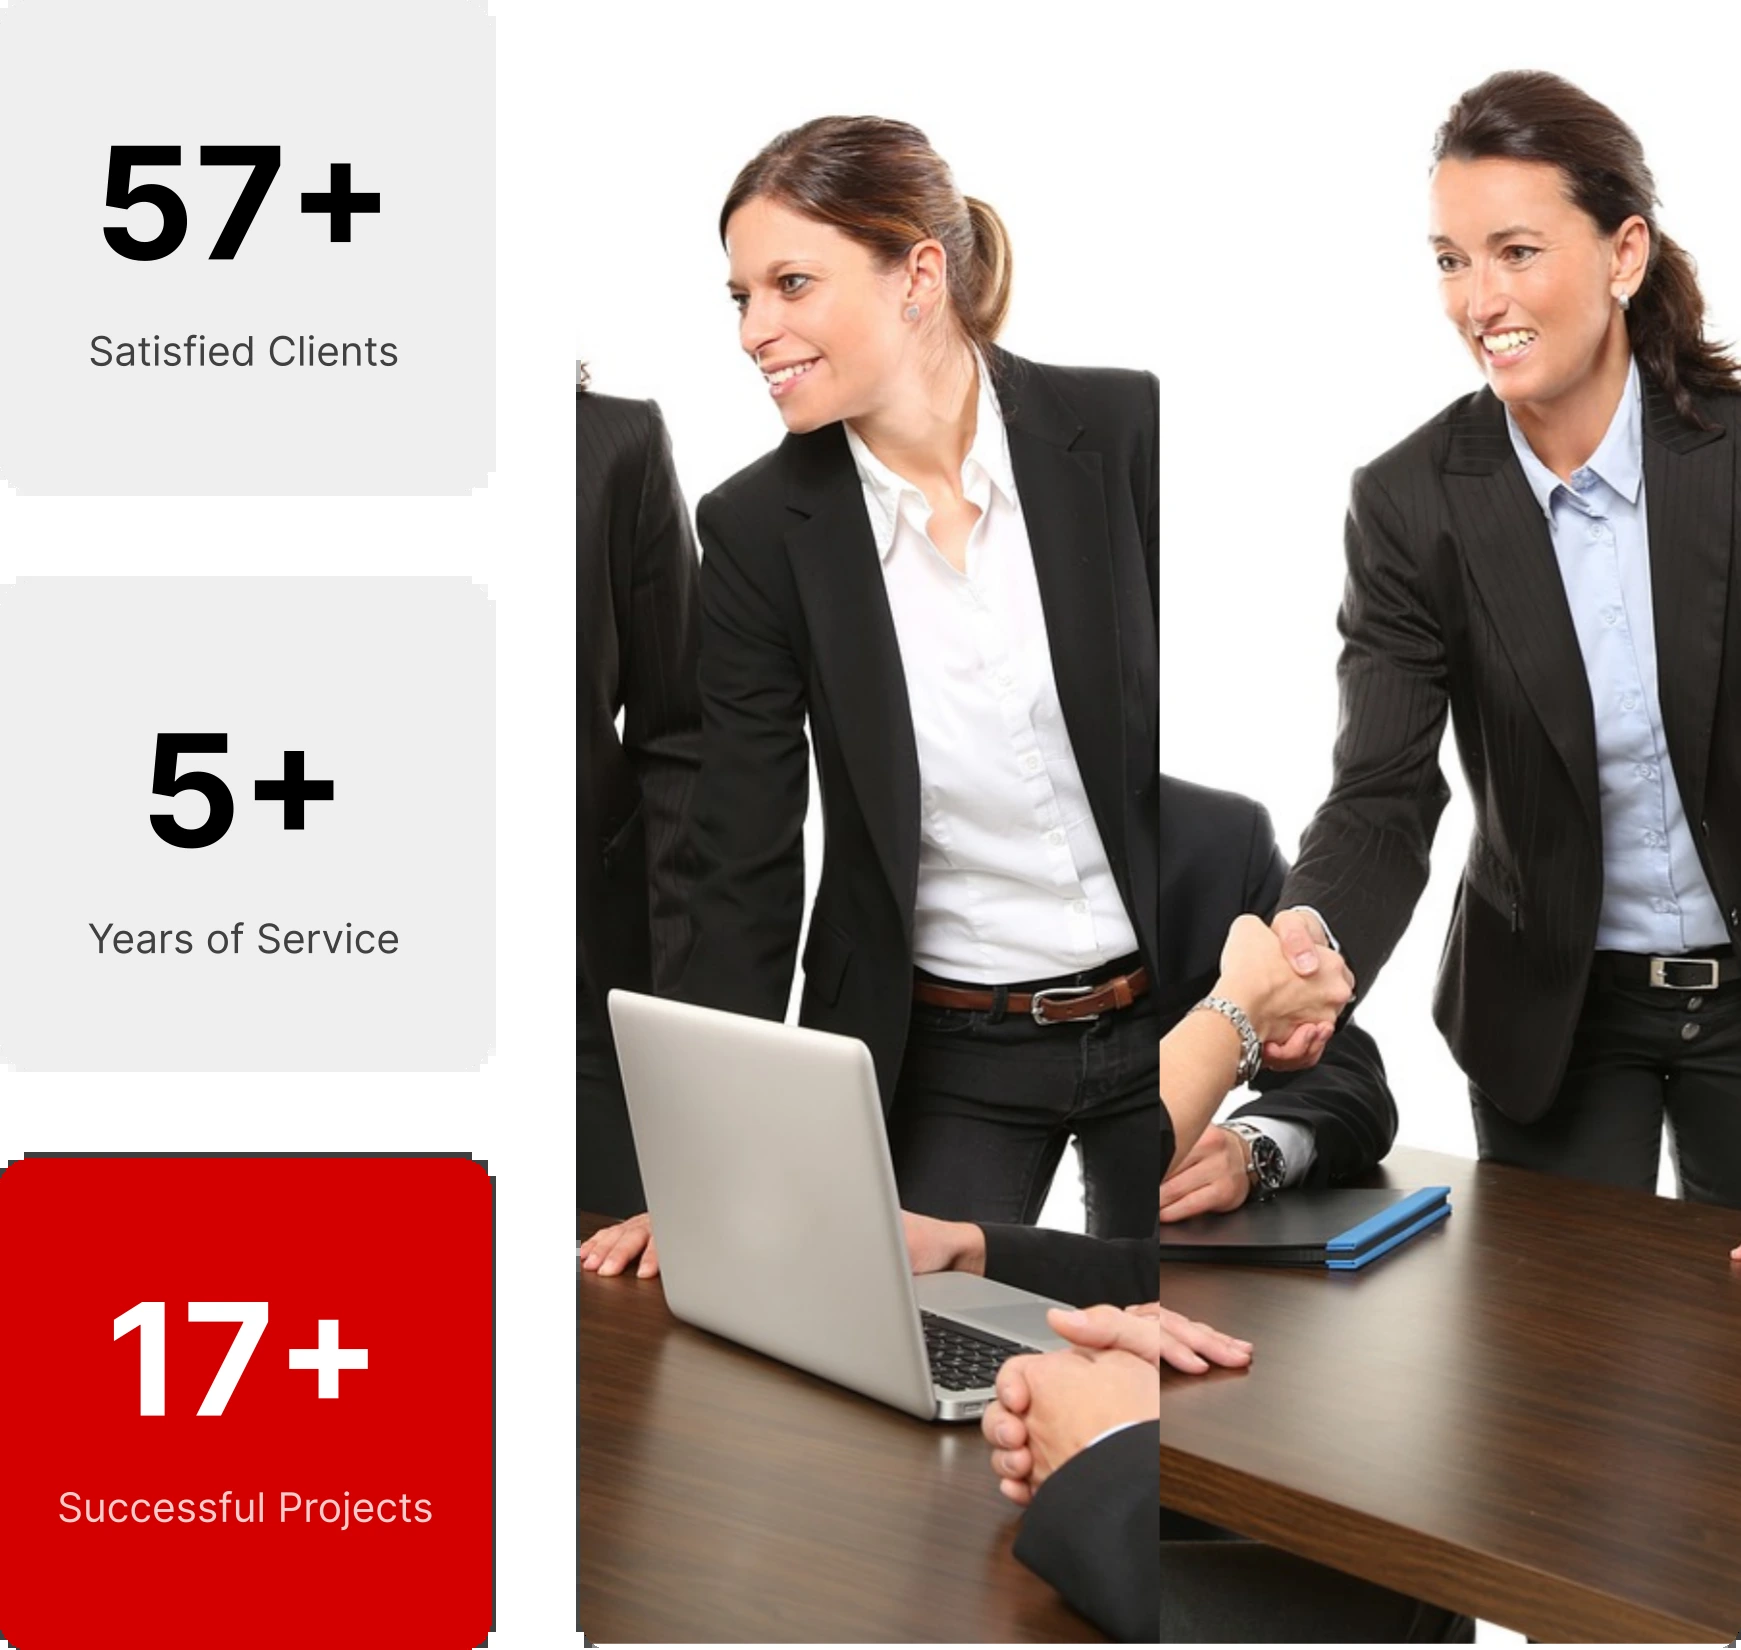 57+
Satisfied Clients
5+
Years of Service
17+
Successful Projects